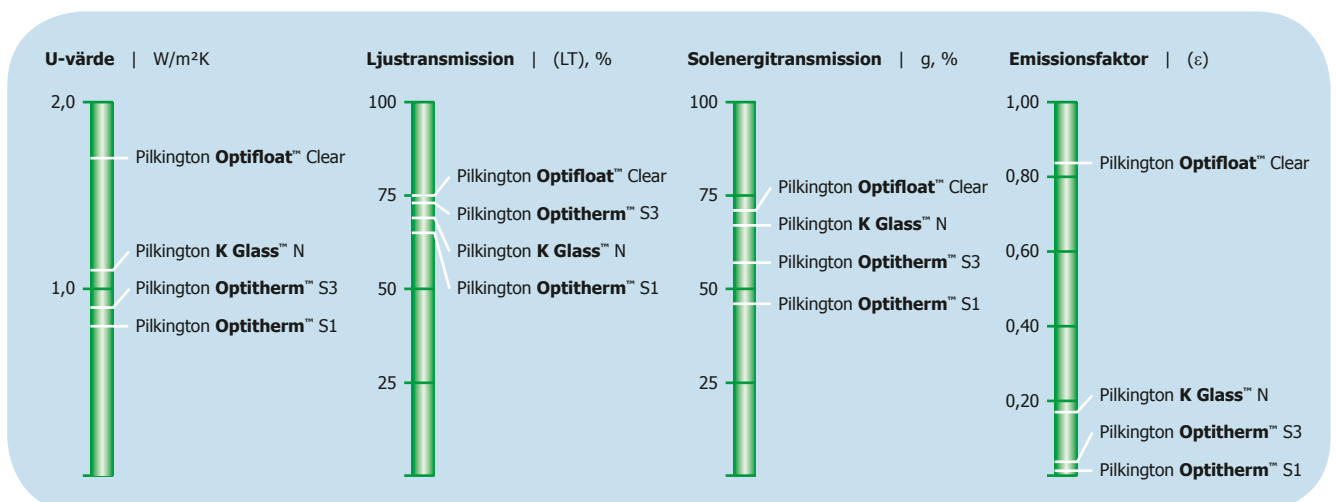 U-värde | W/m²K
2,0
Pilkington Optifloat™ Clear
Pilkington K Glass™ N
1,0
Pilkington Optitherm™ S3
Pilkington Optitherm™ S1
Ljustransmission | (LT), %
100
Pilkington Optifloat™ Clear
75
Pilkington Optitherm™ S3
Pilkington K Glass™ N
50
Pilkington Optitherm™ S1
25
Solenergitransmission | g, %
100
Pilkington Optifloat™ Clear
75
Pilkington K Glass™ N
Pilkington Optitherm™ S3
50
Pilkington Optitherm™ S1
25
Emissionsfaktor | (ε)
1,00
Pilkington Optifloat™ Clear
0,80
0,60
0,40
Pilkington K Glass™ N
0,20
Pilkington Optitherm™ S3
Pilkington Optitherm™ S1